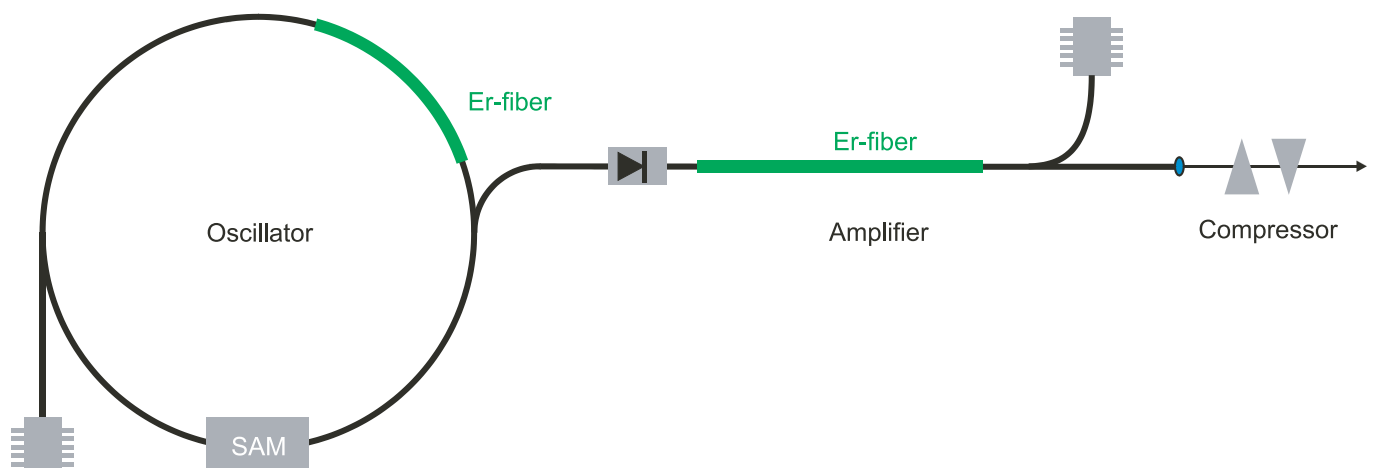 Er-fiber
Er-fiber
Oscillator
Amplifier
Compressor
SAM